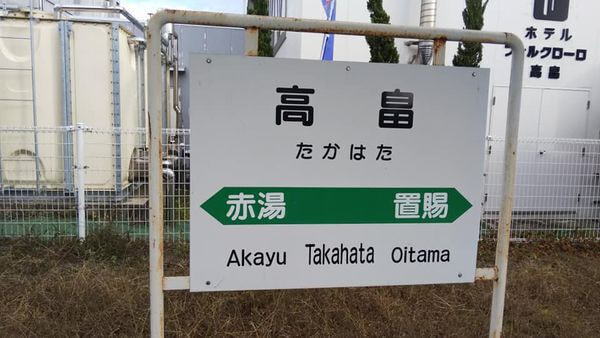 ホテル
フォルクローロ
高畠
高畠
たかはた
赤湯 置賜
Akayu Takahata Oitama